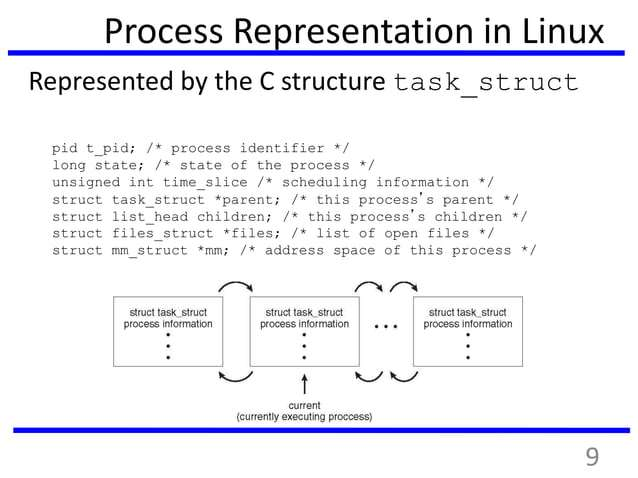 Process Representation in Linux
Represented by the C structure task_struct
pid t_pid; /* process identifier */
long state; /* state of the process */
unsigned int time_slice /* scheduling information */
struct task_struct *parent; /* this process’s parent */
struct list_head children; /* this process’s children */
struct files_struct *files; /* list of open files */
struct mm_struct *mm; /* address space of this process */
struct task_struct
process information
struct task_struct
process information
struct task_struct
process information
current
(currently executing proccess)
9